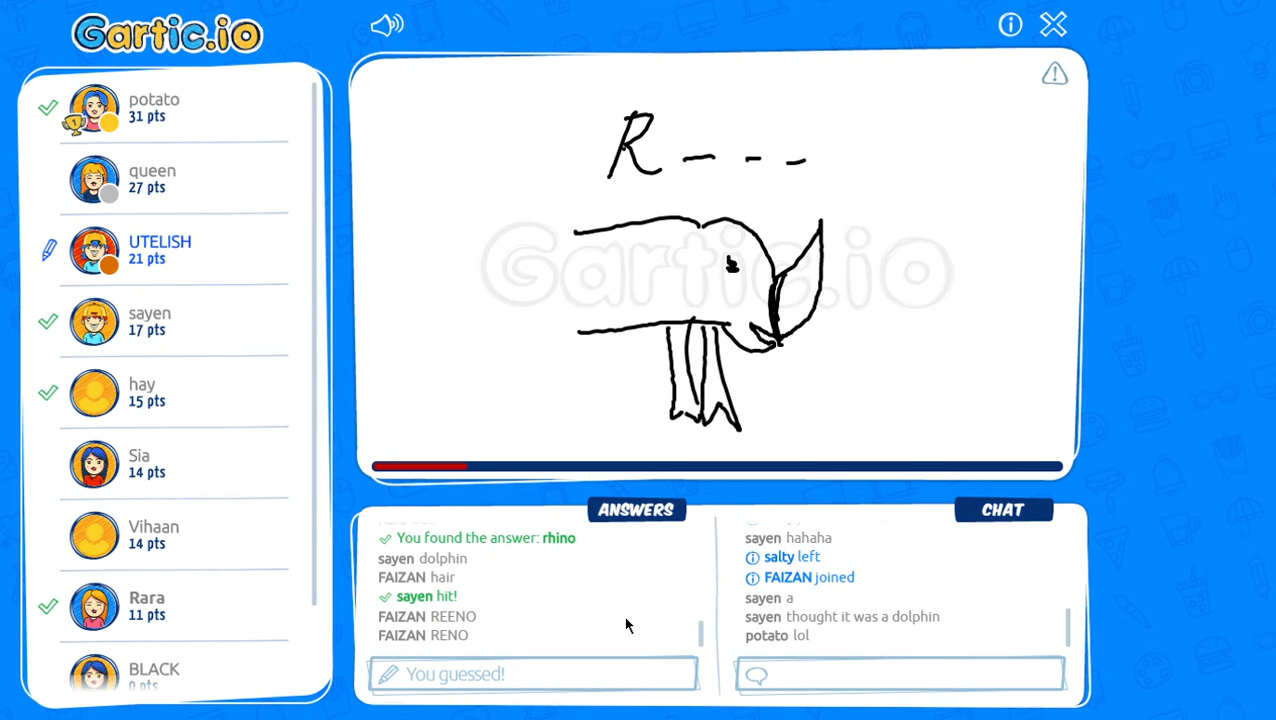 Gartic.io
potato
31 pts
queen
27 pts
UTELISH
21 pts
sayen
17 pts
hay
15 pts
Sia
14 pts
Vihaan
14 pts
Rara
11 pts
BLACK
0 pts
R _ _ _
Gartic.io
ANSWERS
You found the answer: rhino
sayen dolphin
FAIZAN hair
sayen hit!
FAIZAN REENO
FAIZAN RENO
You guessed!
CHAT
sayen hahaha
salty left
FAIZAN joined
sayen a
sayen thought it was a dolphin
potato lol